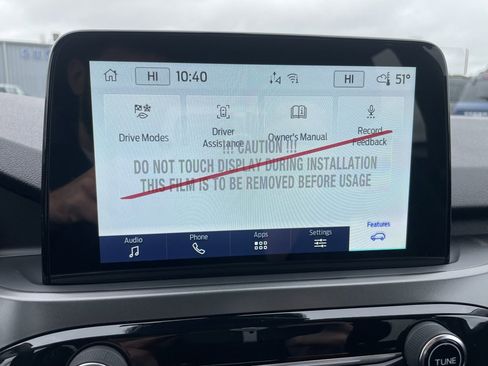 HI 10:40 HI 51°
Drive Modes Driver Assistance Owner's Manual Record Feedback
!!! CAUTION !!!
DO NOT TOUCH DISPLAY DURING INSTALLATION
THIS FILM IS TO BE REMOVED BEFORE USAGE
Audio Phone Apps Settings Features
TUNE